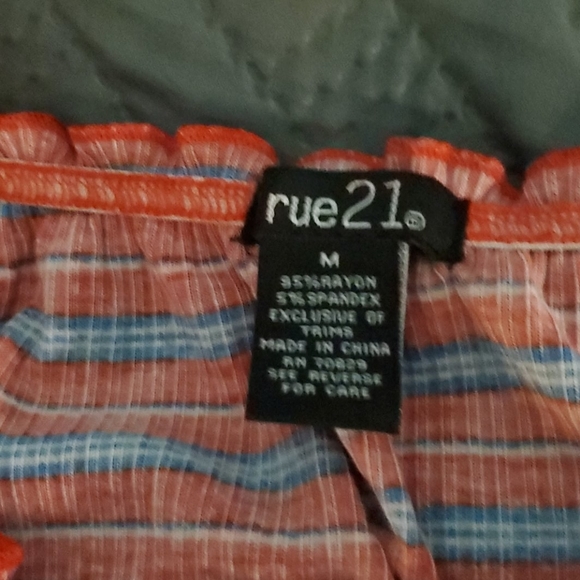 rue21®
M
95%RAYON
5%SPANDEX
EXCLUSIVE OF
TRIMS
MADE IN CHINA
RN 70829
SEE REVERSE
FOR CARE